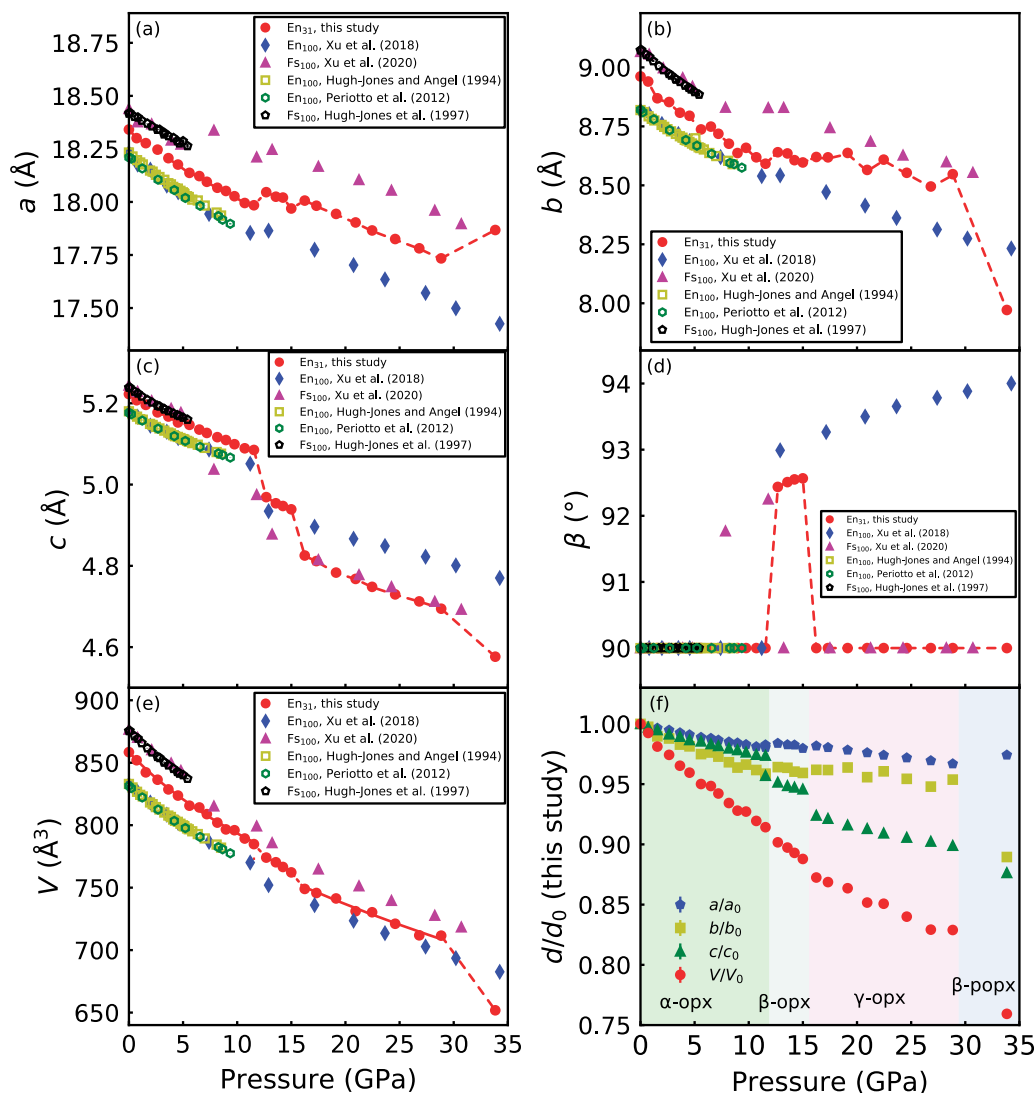 (a)
18.75
18.50
18.25
18.00
17.75
17.50
a (Å)
En₃₁, this study
En₁₀₀, Xu et al. (2018)
Fs₁₀₀, Xu et al. (2020)
En₁₀₀, Hugh-Jones and Angel (1994)
En₁₀₀, Periotto et al. (2012)
Fs₁₀₀, Hugh-Jones et al. (1997)
(b)
9.00
8.75
8.50
8.25
8.00
b (Å)
En₃₁, this study
En₁₀₀, Xu et al. (2018)
Fs₁₀₀, Xu et al. (2020)
En₁₀₀, Hugh-Jones and Angel (1994)
En₁₀₀, Periotto et al. (2012)
Fs₁₀₀, Hugh-Jones et al. (1997)
(c)
5.2
5.0
4.8
4.6
c (Å)
En₃₁, this study
En₁₀₀, Xu et al. (2018)
Fs₁₀₀, Xu et al. (2020)
En₁₀₀, Hugh-Jones and Angel (1994)
En₁₀₀, Periotto et al. (2012)
Fs₁₀₀, Hugh-Jones et al. (1997)
(d)
94
93
92
91
90
β (°)
En₃₁, this study
En₁₀₀, Xu et al. (2018)
Fs₁₀₀, Xu et al. (2020)
En₁₀₀, Hugh-Jones and Angel (1994)
En₁₀₀, Periotto et al. (2012)
Fs₁₀₀, Hugh-Jones et al. (1997)
(e)
900
850
800
750
700
650
V (Å³)
En₃₁, this study
En₁₀₀, Xu et al. (2018)
Fs₁₀₀, Xu et al. (2020)
En₁₀₀, Hugh-Jones and Angel (1994)
En₁₀₀, Periotto et al. (2012)
Fs₁₀₀, Hugh-Jones et al. (1997)
0 5 10 15 20 25 30 35
Pressure (GPa)
(f)
1.00
0.95
0.90
0.85
0.80
0.75
d/d₀ (this study)
a/a₀
b/b₀
c/c₀
V/V₀
α-opx
β-opx
γ-opx
β-popx
0 5 10 15 20 25 30 35
Pressure (GPa)